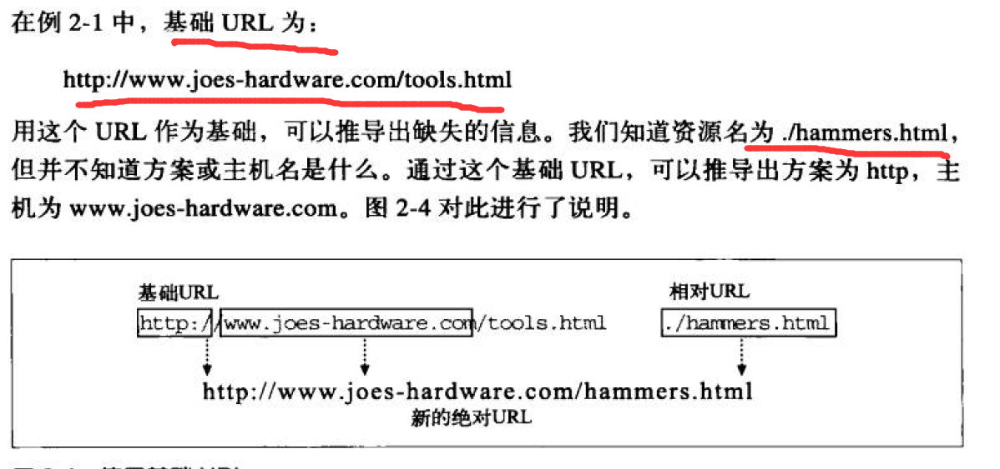 在例 2-1 中，基础 URL 为：
http://www.joes-hardware.com/tools.html
用这个 URL 作为基础，可以推导出缺失的信息。我们知道资源名为 ./hammers.html，
但并不知道方案或主机名是什么。通过这个基础 URL，可以推导出方案为 http，主
机为 www.joes-hardware.com。图 2-4 对此进行了说明。
基础URL 相对URL
http://www.joes-hardware.com/tools.html ./hammers.html
http://www.joes-hardware.com/hammers.html
新的绝对URL